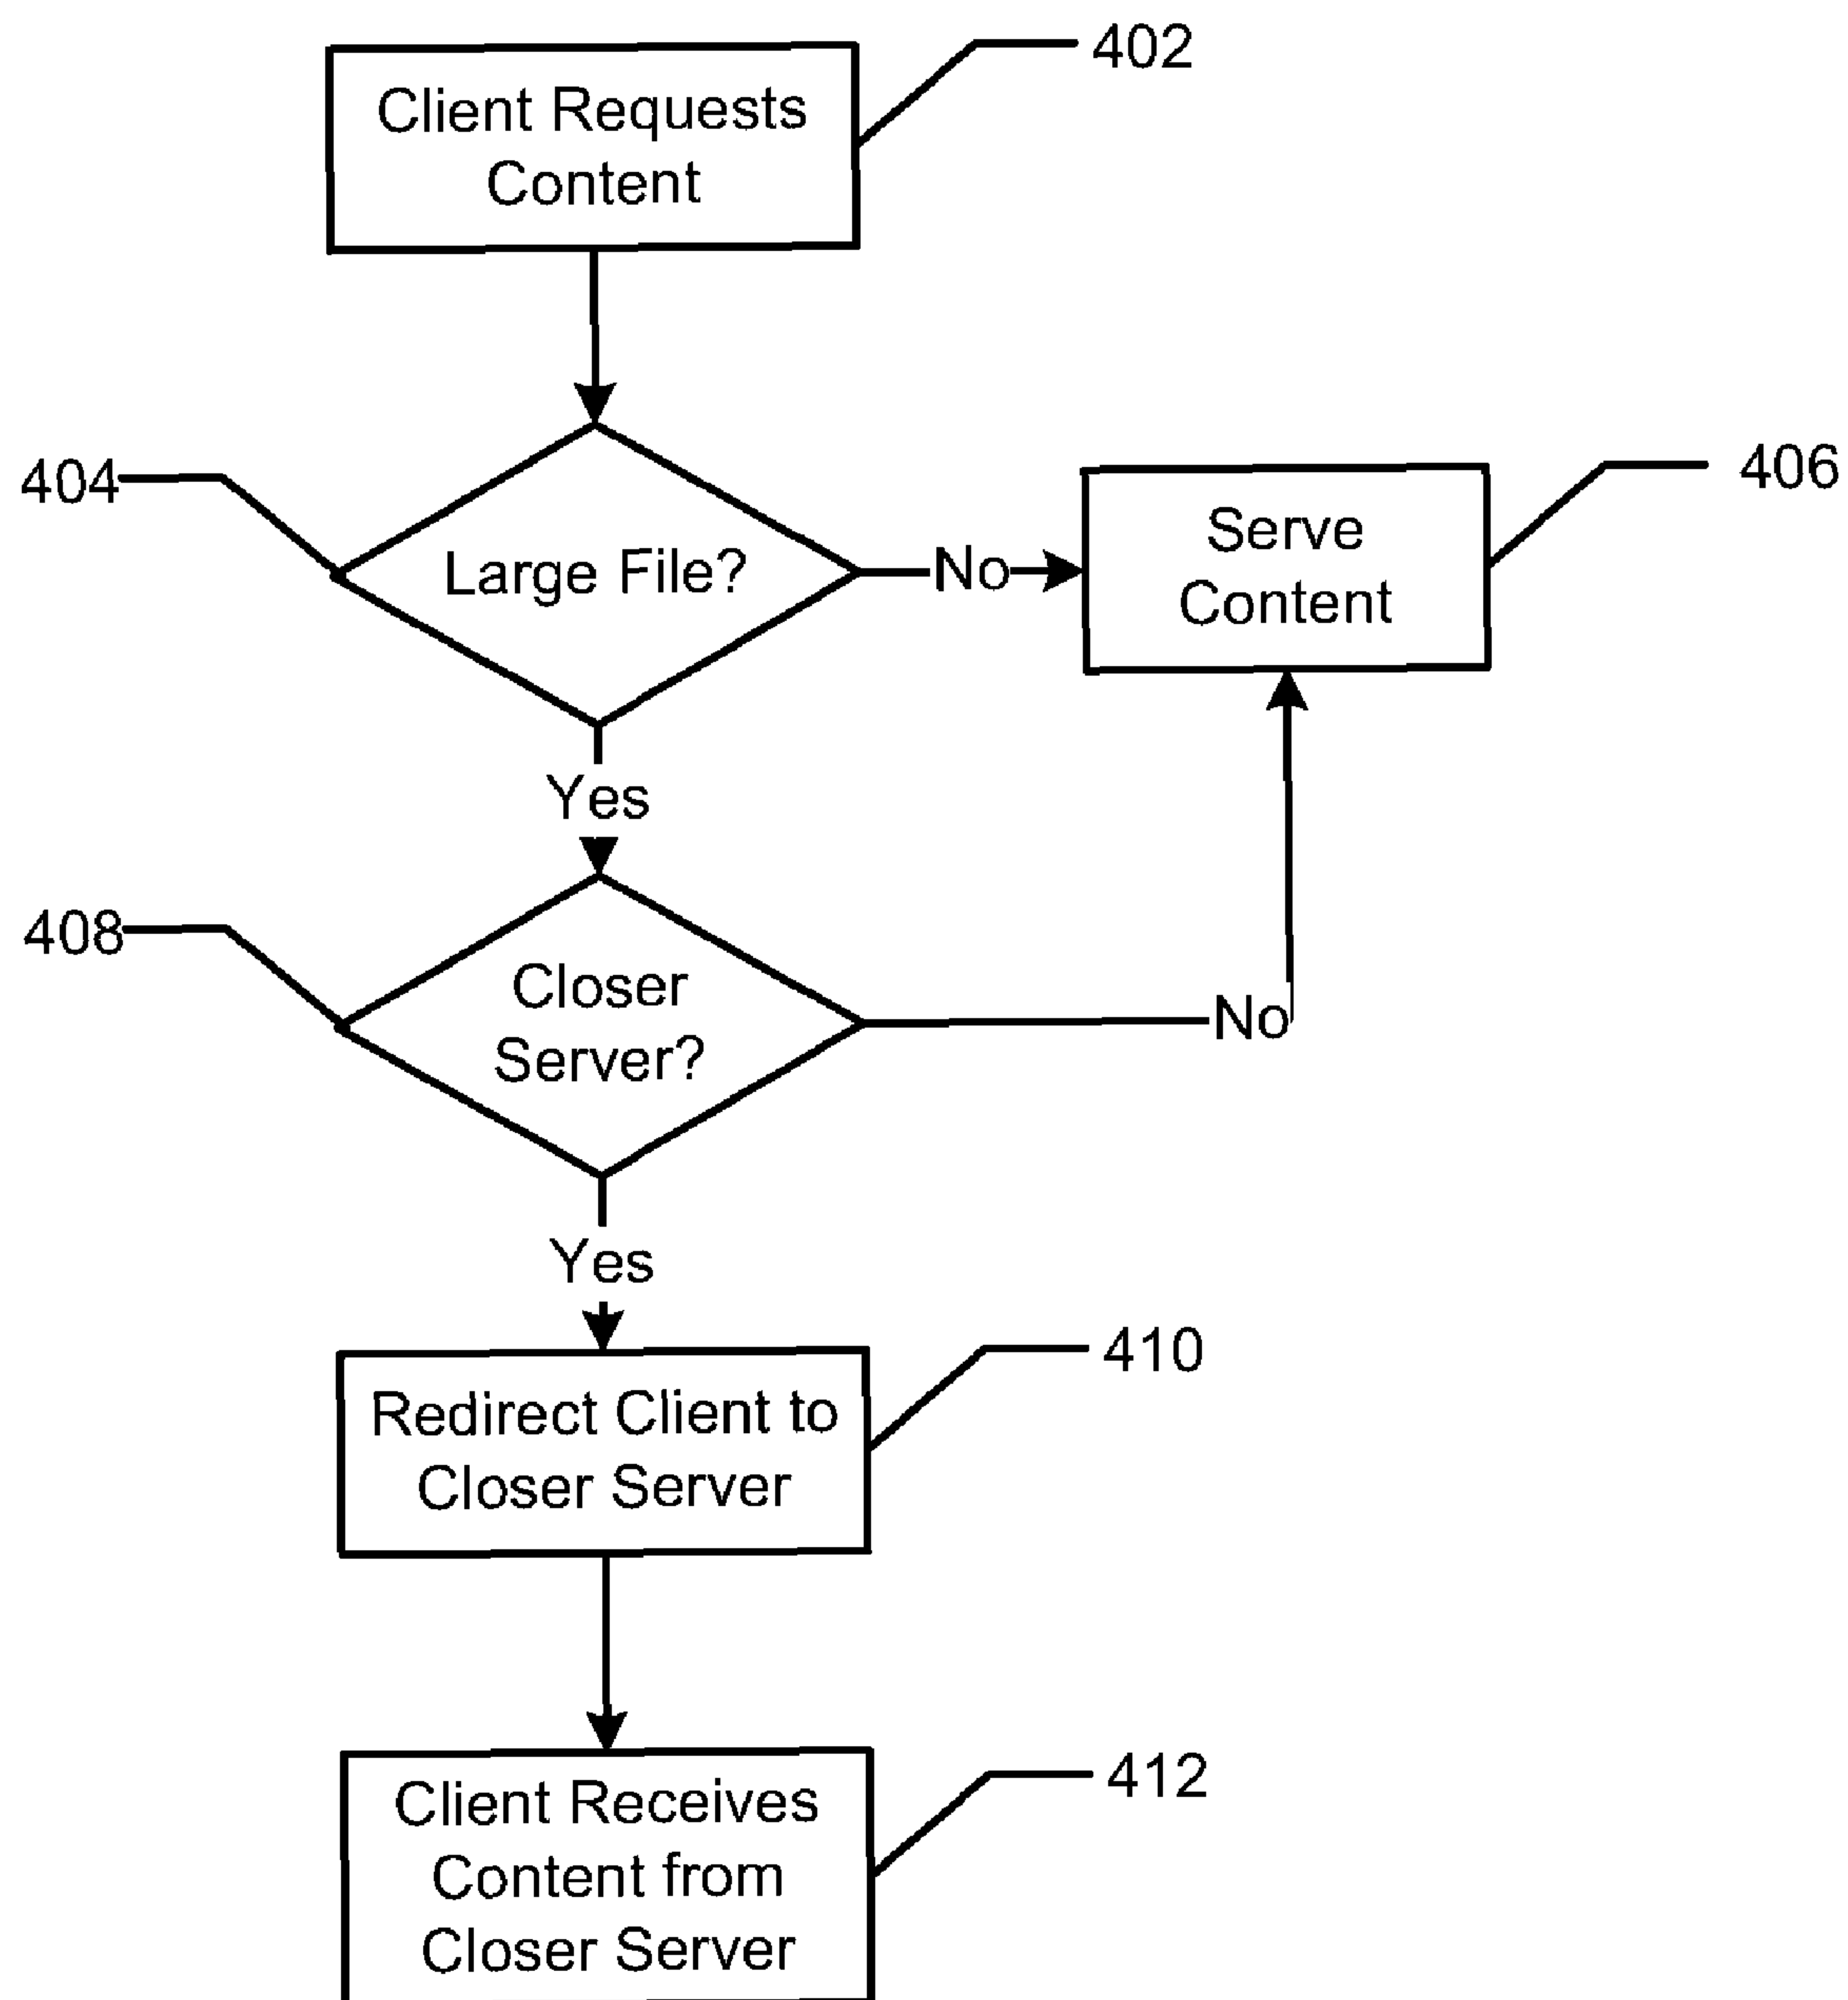 402
Client Requests
Content
404
Large File?
No
406
Serve
Content
Yes
408
Closer
Server?
No
Yes
410
Redirect Client to
Closer Server
412
Client Receives
Content from
Closer Server